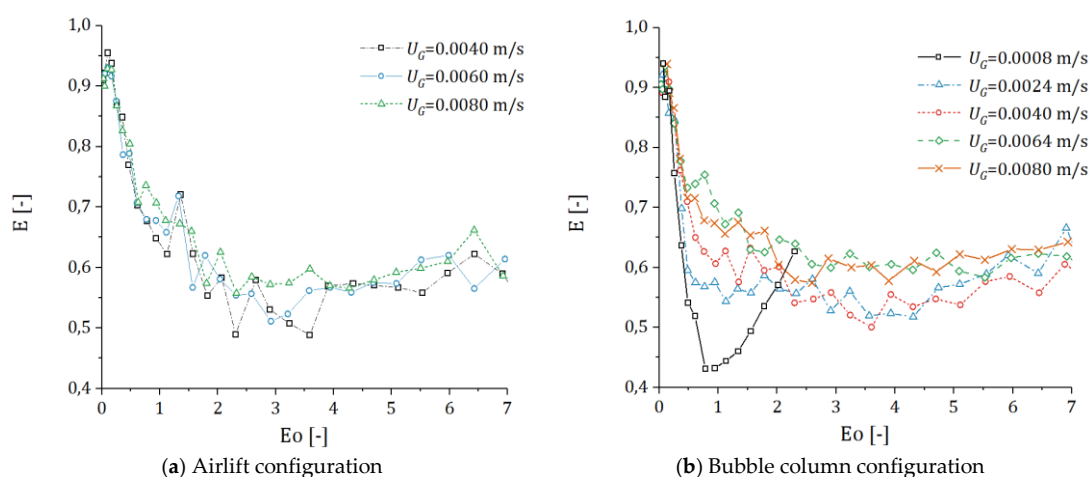 1,0
0,9
0,8
0,7
0,6
0,5
0,4
E [-]
0 1 2 3 4 5 6 7
Eo [-]
U_G=0.0040 m/s
U_G=0.0060 m/s
U_G=0.0080 m/s
(a) Airlift configuration
1,0
0,9
0,8
0,7
0,6
0,5
0,4
E [-]
0 1 2 3 4 5 6 7
Eo [-]
U_G=0.0008 m/s
U_G=0.0024 m/s
U_G=0.0040 m/s
U_G=0.0064 m/s
U_G=0.0080 m/s
(b) Bubble column configuration